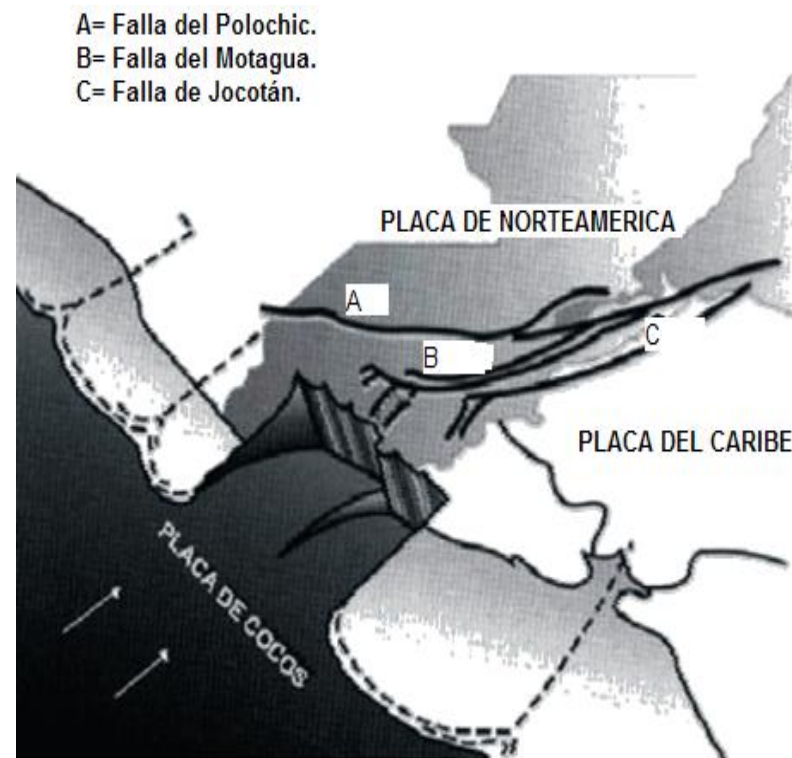 A= Falla del Polochic.
B= Falla del Motagua.
C= Falla de Jocotán.
PLACA DE NORTEAMERICA
A
C
B
PLACA DEL CARIBE
PLACA DE COCOS